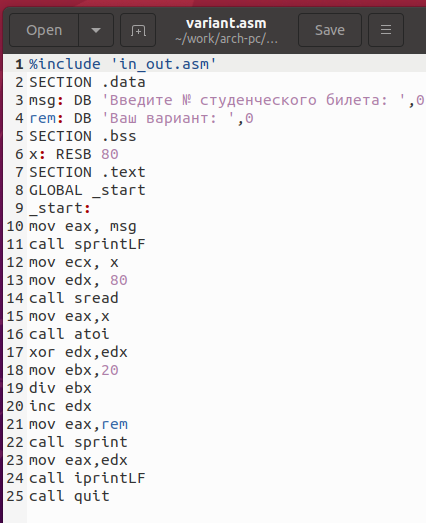 Open
variant.asm
~/work/arch-pc/...
Save
1 %include 'in_out.asm'
2 SECTION .data
3 msg: DB 'Введите № студенческого билета: ',0
4 rem: DB 'Ваш вариант: ',0
5 SECTION .bss
6 x: RESB 80
7 SECTION .text
8 GLOBAL _start
9 _start:
10 mov eax, msg
11 call sprintLF
12 mov ecx, x
13 mov edx, 80
14 call sread
15 mov eax,x
16 call atoi
17 xor edx,edx
18 mov ebx,20
19 div ebx
20 inc edx
21 mov eax,rem
22 call sprint
23 mov eax,edx
24 call iprintLF
25 call quit